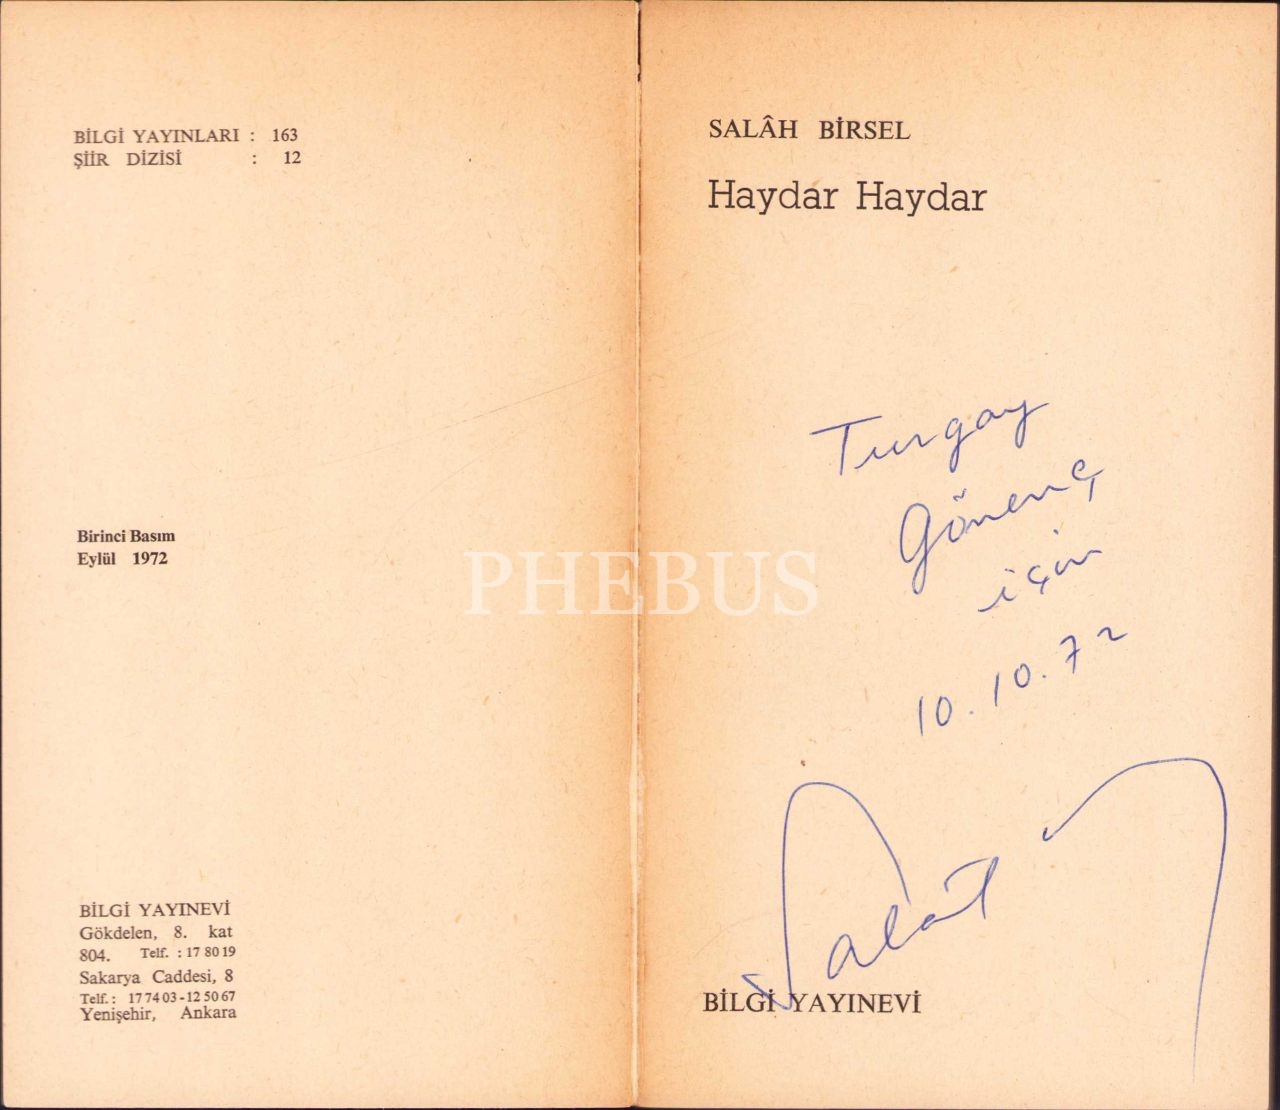 BİLGİ YAYINLARI : 163
ŞİİR DİZİSİ : 12
Birinci Basım
Eylül 1972
BİLGİ YAYINEVİ
Gökdelen, 8. kat
804. Telf. : 17 80 19
Sakarya Caddesi, 8
Telf. : 17 74 03 - 12 50 67
Yenişehir, Ankara
SALÂH BİRSEL
Haydar Haydar
Turgay
Gönenç
için
10.10.72
Salâh
BİLGİ YAYINEVİ
PHEBUS